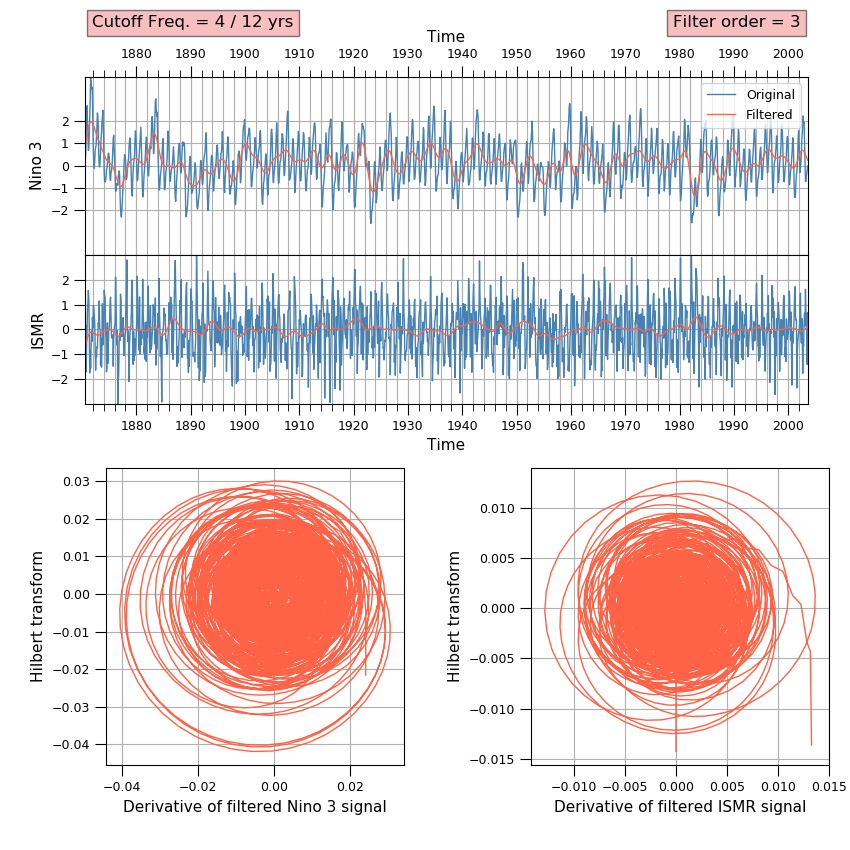 Cutoff Freq. = 4 / 12 yrs Filter order = 3
Time
1880 1890 1900 1910 1920 1930 1940 1950 1960 1970 1980 1990 2000
Original
Filtered
Nino 3
2
1
0
−1
−2
ISMR
2
1
0
−1
−2
1880 1890 1900 1910 1920 1930 1940 1950 1960 1970 1980 1990 2000
Time
Hilbert transform
0.03
0.02
0.01
0.00
−0.01
−0.02
−0.03
−0.04
−0.04 −0.02 0.00 0.02
Derivative of filtered Nino 3 signal
Hilbert transform
0.010
0.005
0.000
−0.005
−0.010
−0.015
−0.010 −0.005 0.000 0.005 0.010 0.015
Derivative of filtered ISMR signal